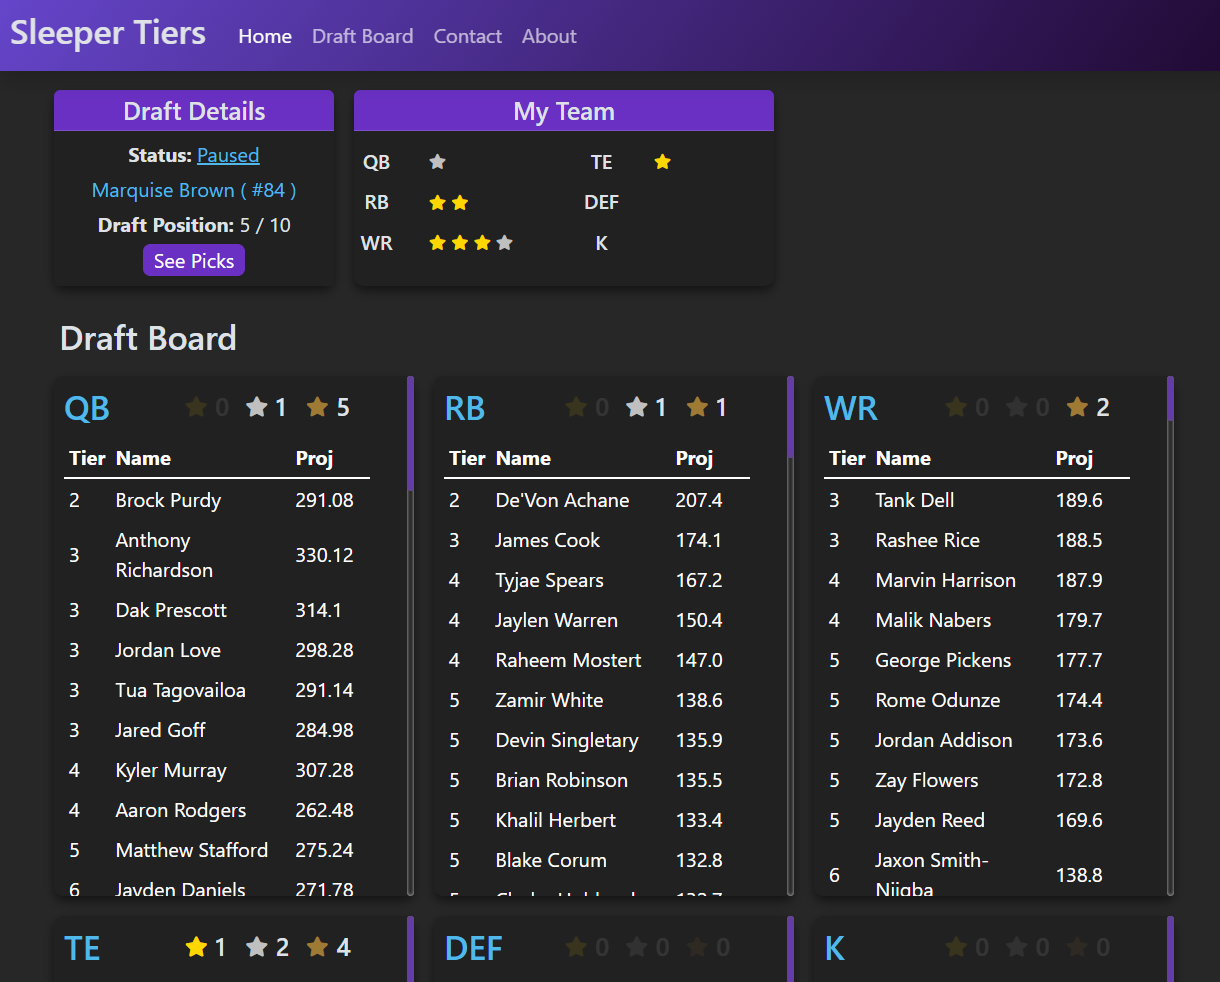 Sleeper Tiers Home Draft Board Contact About
Draft Details
Status: Paused
Marquise Brown ( #84 )
Draft Position: 5 / 10
See Picks
My Team
QB TE
RB DEF
WR K
Draft Board
QB 0 1 5
Tier Name Proj
2 Brock Purdy 291.08
3 Anthony Richardson 330.12
3 Dak Prescott 314.1
3 Jordan Love 298.28
3 Tua Tagovailoa 291.14
3 Jared Goff 284.98
4 Kyler Murray 307.28
4 Aaron Rodgers 262.48
5 Matthew Stafford 275.24
6 Jayden Daniels 271.78
RB 0 1 1
Tier Name Proj
2 De'Von Achane 207.4
3 James Cook 174.1
4 Tyjae Spears 167.2
4 Jaylen Warren 150.4
4 Raheem Mostert 147.0
5 Zamir White 138.6
5 Devin Singletary 135.9
5 Brian Robinson 135.5
5 Khalil Herbert 133.4
5 Blake Corum 132.8
WR 0 0 2
Tier Name Proj
3 Tank Dell 189.6
3 Rashee Rice 188.5
4 Marvin Harrison 187.9
4 Malik Nabers 179.7
5 George Pickens 177.7
5 Rome Odunze 174.4
5 Jordan Addison 173.6
5 Zay Flowers 172.8
5 Jayden Reed 169.6
6 Jaxon Smith-Njigba 138.8
TE 1 2 4
DEF 0 0 0
K 0 0 0